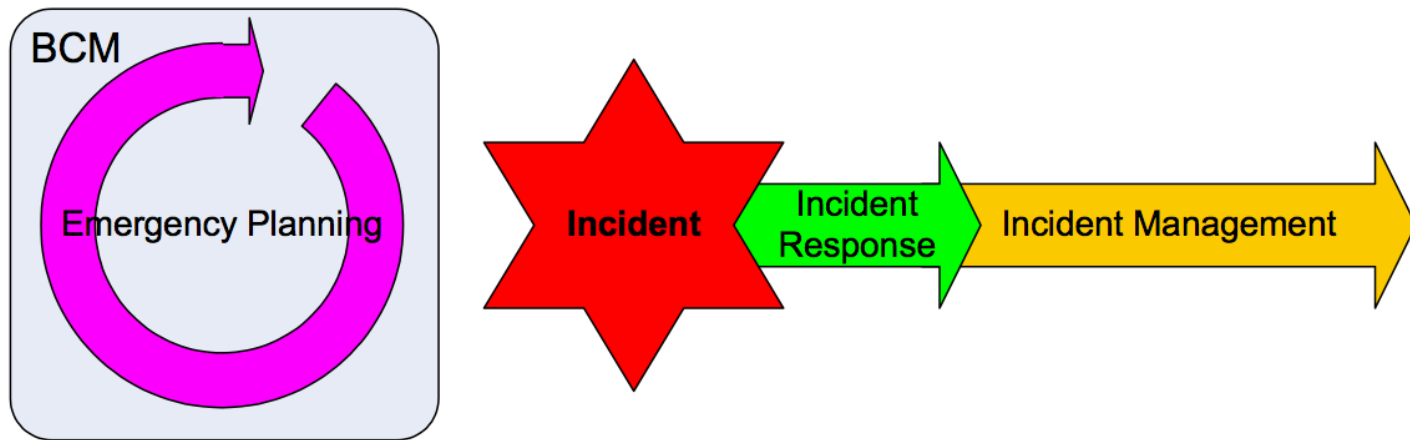 BCM
Emergency Planning
Incident
Incident
Response
Incident Management